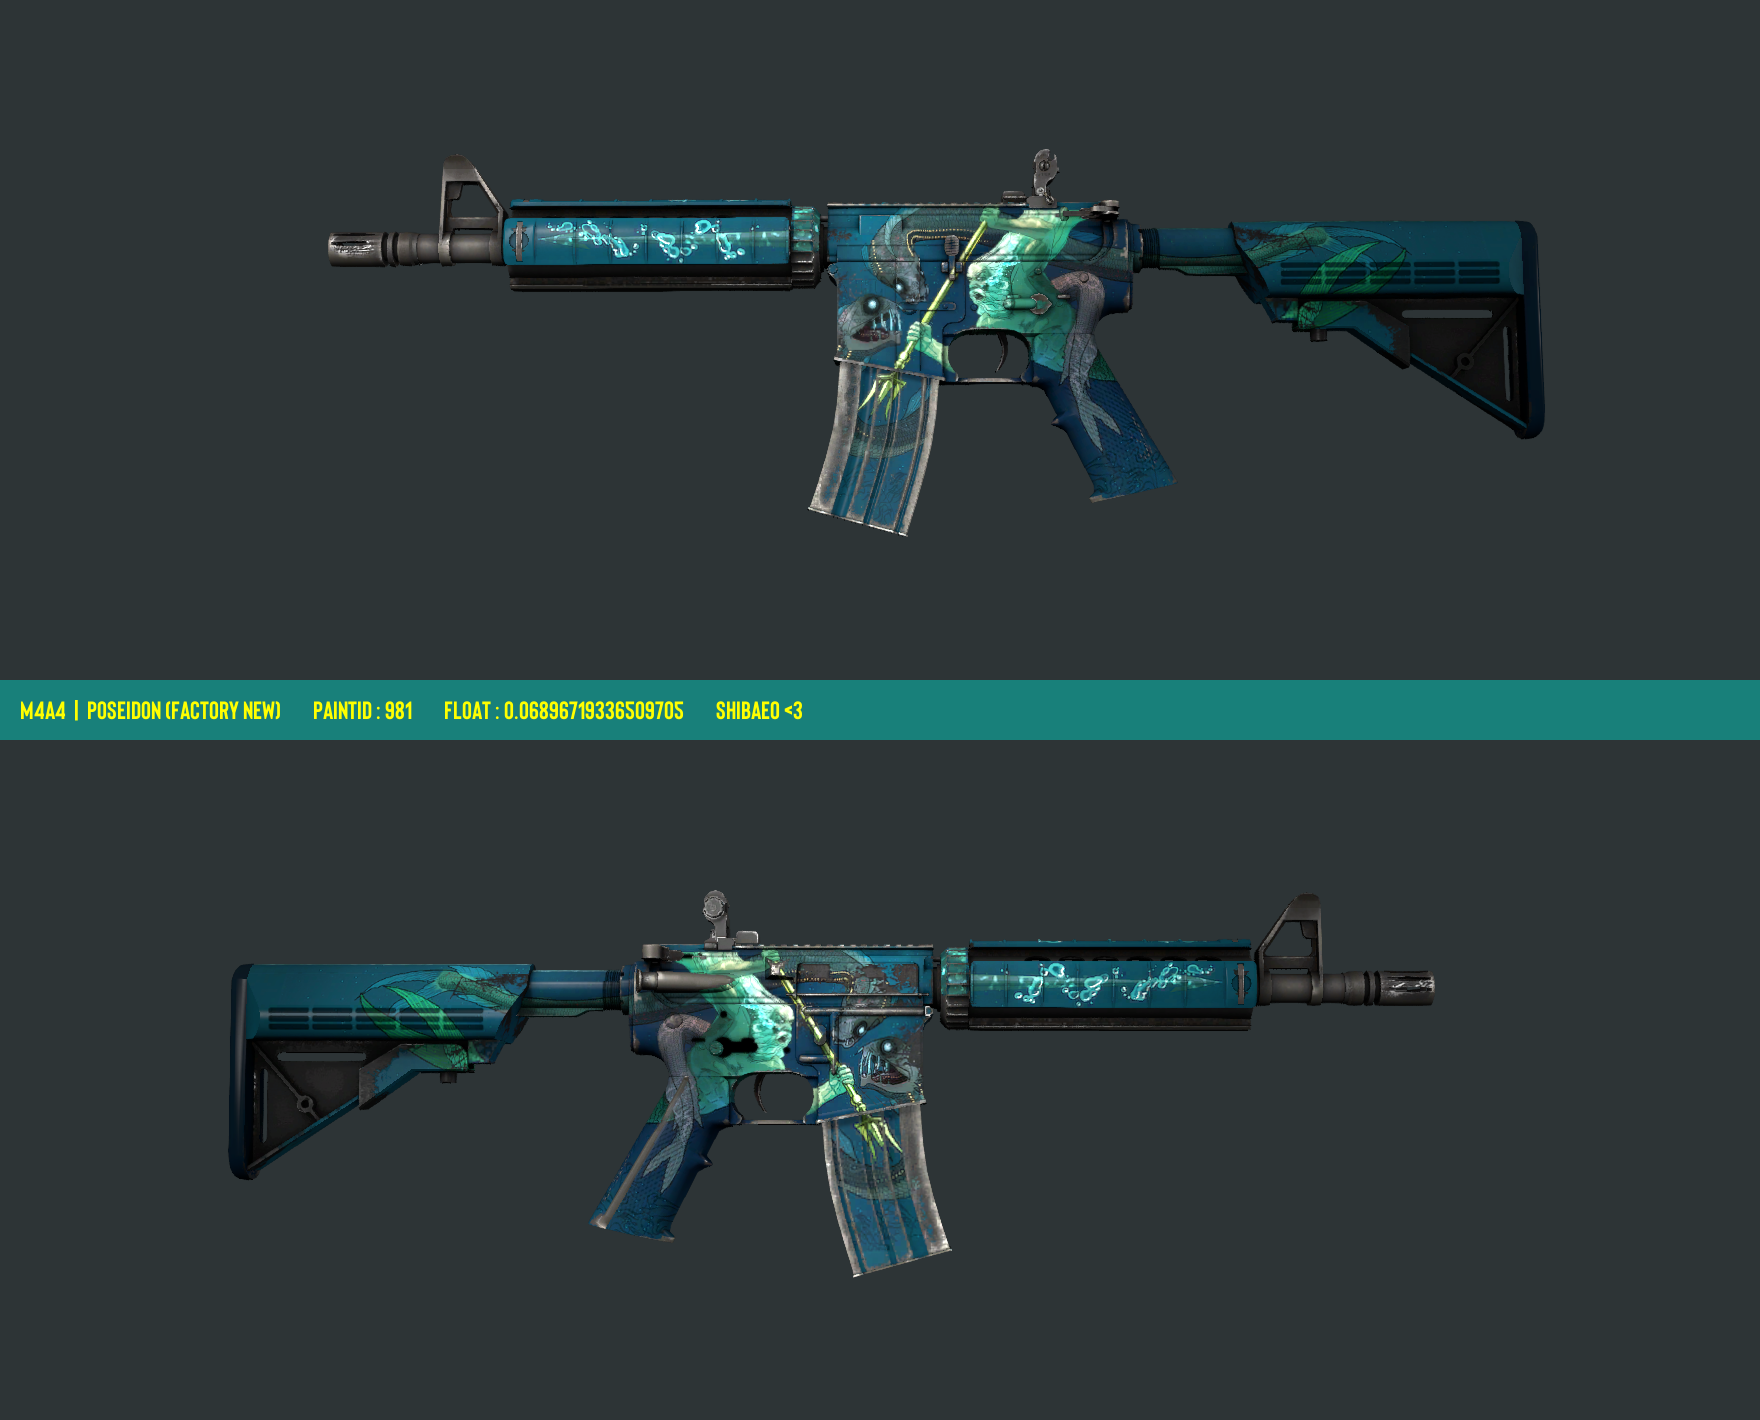 M4A4 | POSEIDON (FACTORY NEW) PAINTID : 981 FLOAT : 0.06896719336509705 SHIBAEO <3